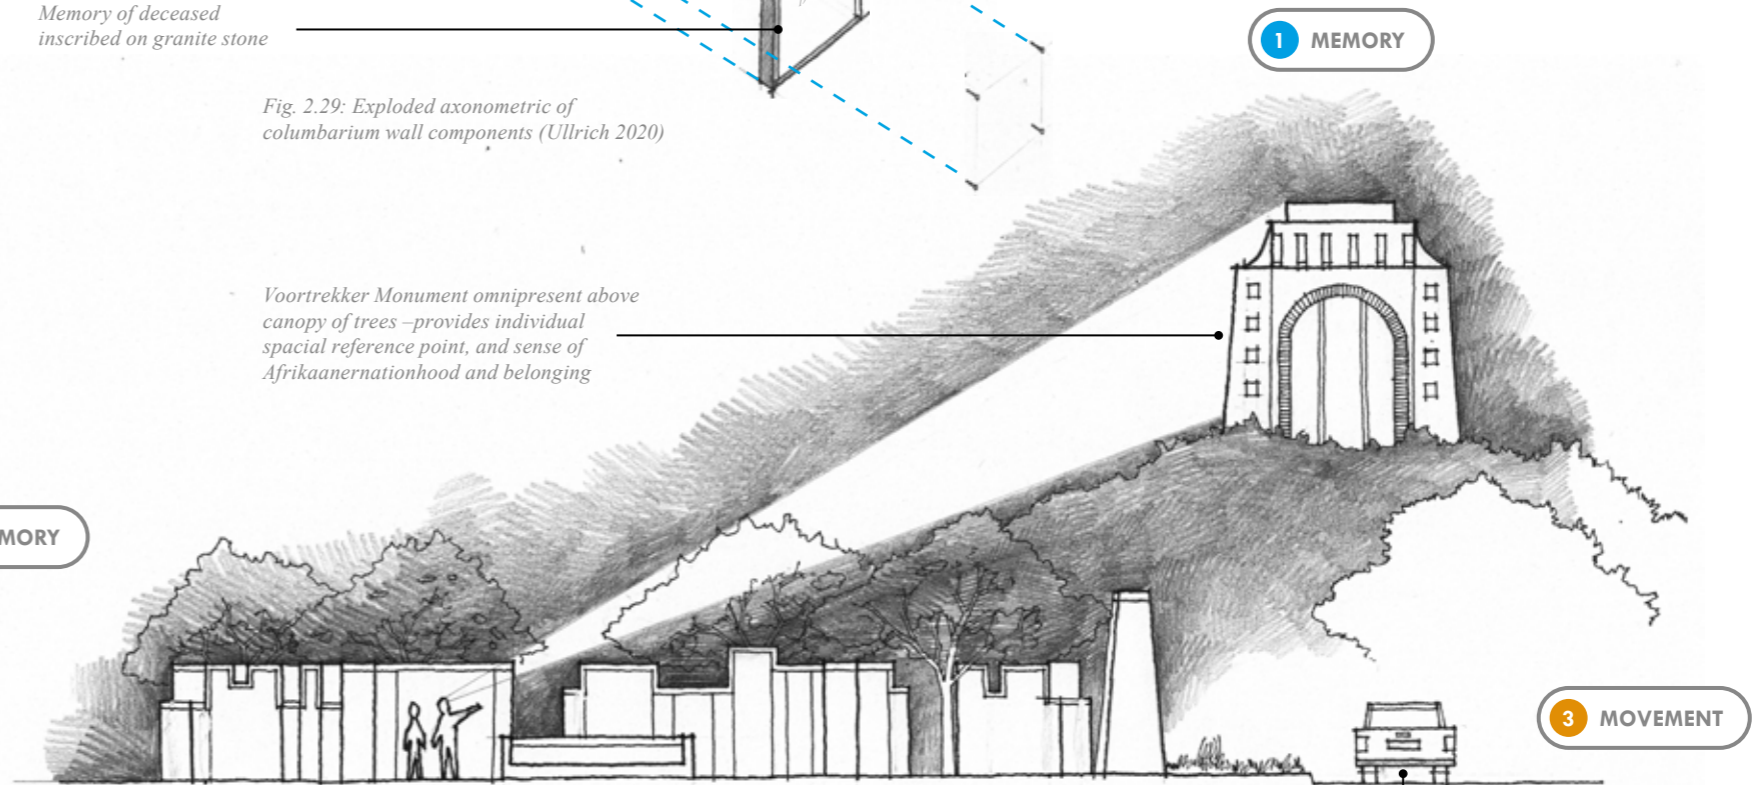 Memory of deceased
inscribed on granite stone
1 MEMORY
Fig. 2.29: Exploded axonometric of
columbarium wall components (Ullrich 2020)
Voortrekker Monument omnipresent above
canopy of trees –provides individual
spacial reference point, and sense of
Afrikaanernationhood and belonging
MORY
3 MOVEMENT